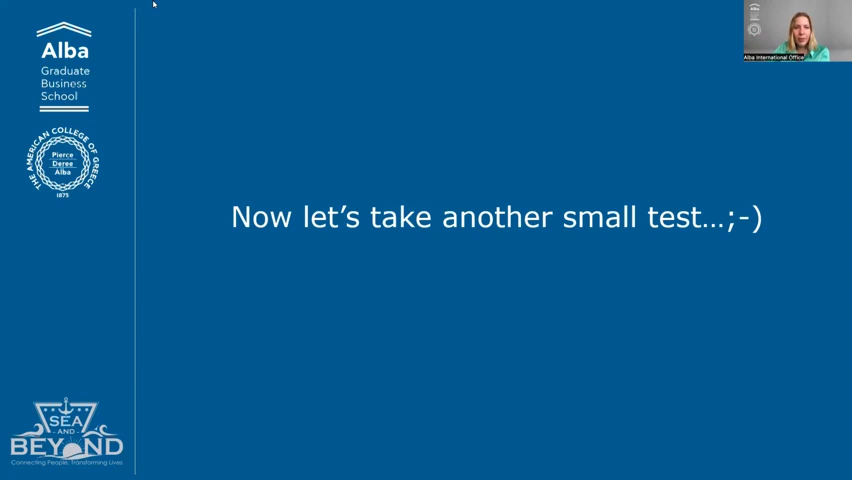 Alba
Graduate
Business
School
THE AMERICAN COLLEGE OF GREECE
Pierce
Deree
Alba
1875
Now let’s take another small test…;-)
SEA
AND
BEYOND
Connecting People, Transforming Lives
Alba International Office